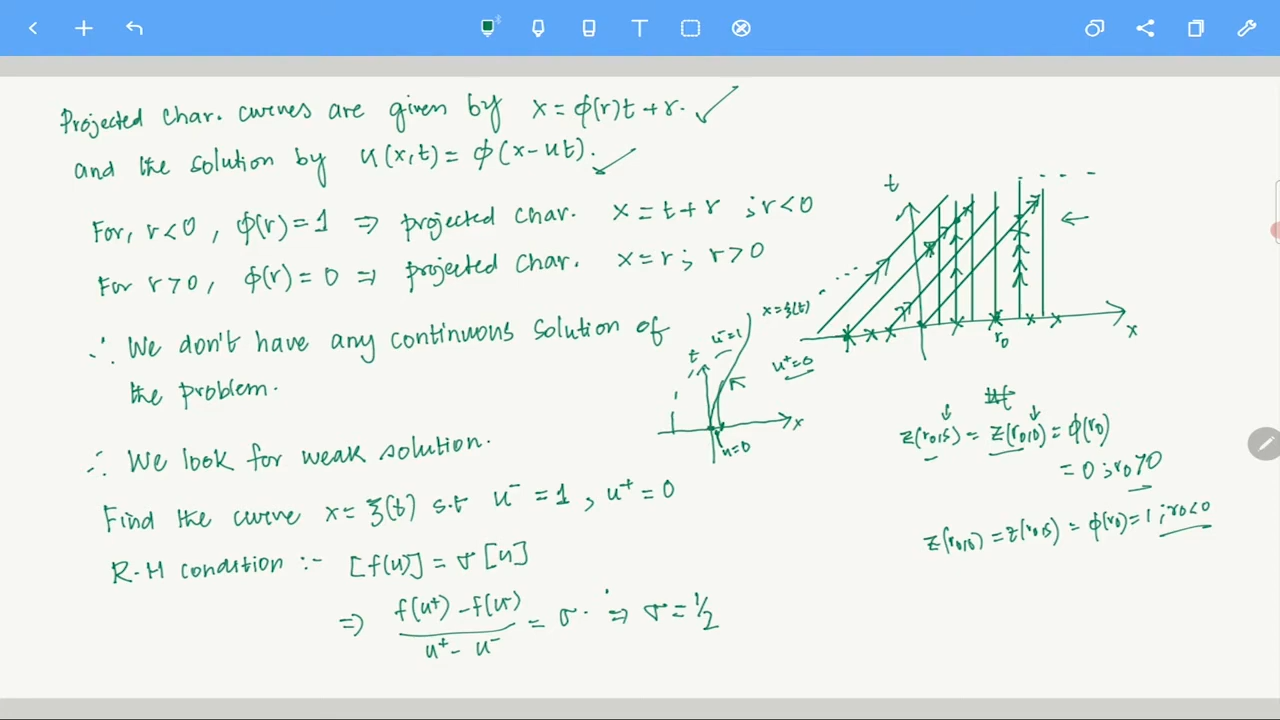 Projected char. curves are given by x = ϕ(r)t + r.
and the solution by u(x,t) = ϕ(x-ut).
For, r<0, ϕ(r)=1 ⇒ projected char. x = t+r ; r<0
For r>0, ϕ(r) = 0 ⇒ projected char. x=r; r>0
∴ We don't have any continuous solution of
the problem.
∴ We look for weak solution.
Find the curve x = ξ(t) s.t u⁻ = 1, u⁺ = 0
R-H condition :- [f(u)] = σ[u]
⇒ f(u⁺) - f(u⁻) / u⁺ - u⁻ = σ. ⇒ σ = 1/2
t
x
r₀
x=ξ(t)
u⁻=1
u⁺=0
t
x
u=0
z(r₀,s) = z(r₀,0) = ϕ(r₀)
= 0 ; r₀>0
z(r₀,0) = z(r₀,s) = ϕ(r₀) = 1 ; r₀<0